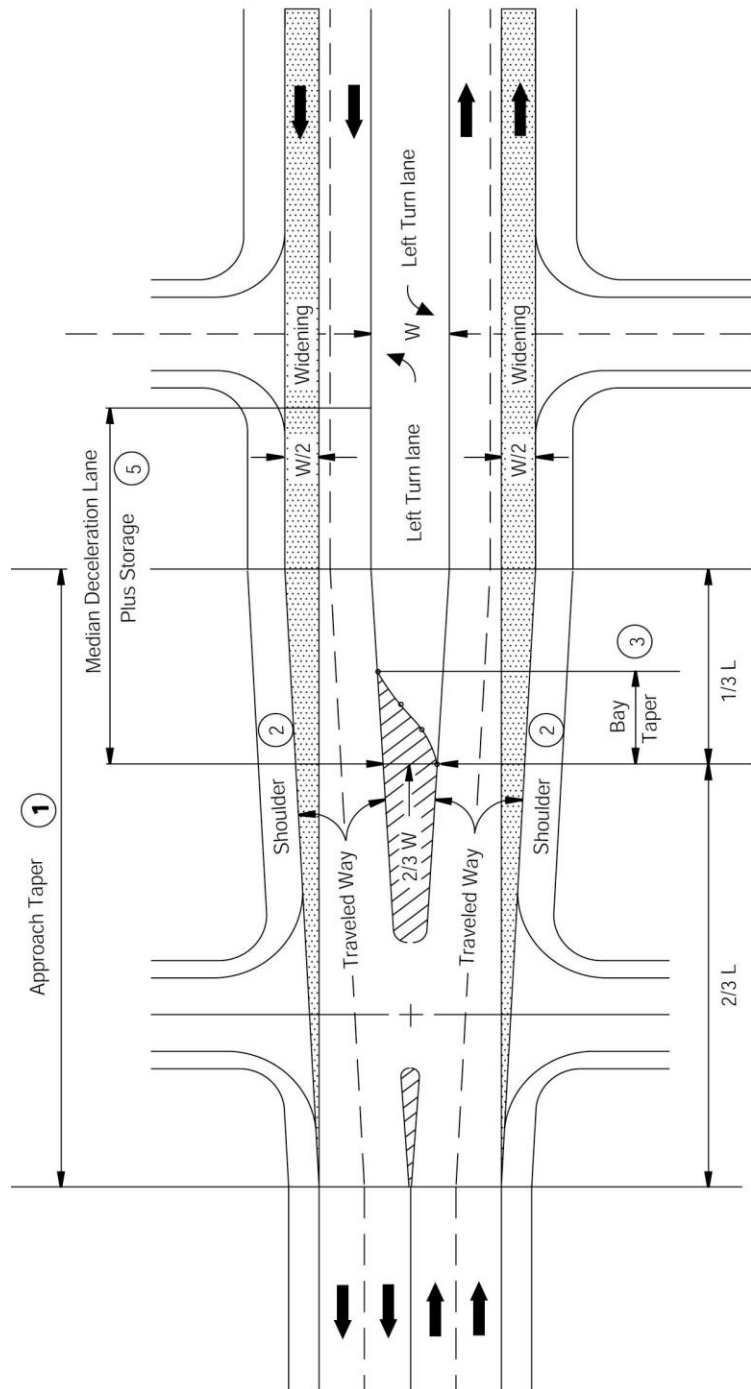 Approach Taper ①
Median Deceleration Lane
Plus Storage ⑤
Shoulder ②
Widening
W/2
Traveled Way
2/3 W
Left Turn lane
W
Left Turn lane
Traveled Way
Widening
W/2
Shoulder ②
Bay
Taper
③
2/3 L
1/3 L